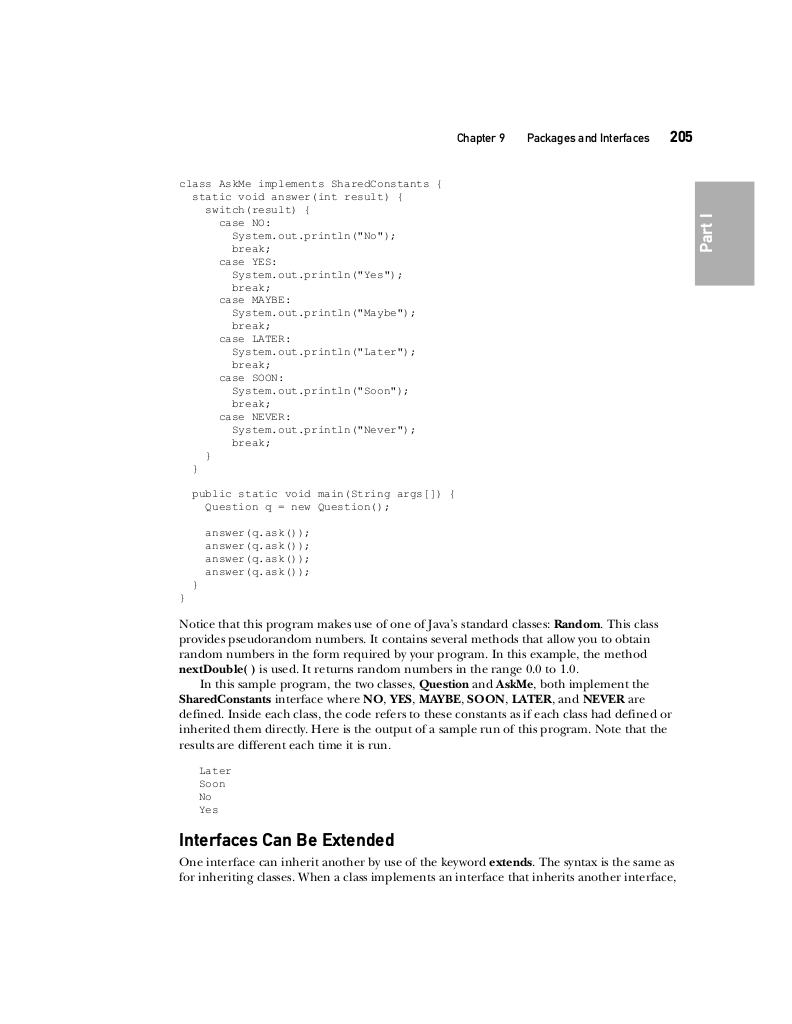 Chapter 9 Packages and Interfaces 205
Part I
class AskMe implements SharedConstants {
  static void answer(int result) {
    switch(result) {
      case NO:
        System.out.println("No");
        break;
      case YES:
        System.out.println("Yes");
        break;
      case MAYBE:
        System.out.println("Maybe");
        break;
      case LATER:
        System.out.println("Later");
        break;
      case SOON:
        System.out.println("Soon");
        break;
      case NEVER:
        System.out.println("Never");
        break;
    }
  }
  public static void main(String args[]) {
    Question q = new Question();
    answer(q.ask());
    answer(q.ask());
    answer(q.ask());
    answer(q.ask());
  }
}
Notice that this program makes use of one of Java's standard classes: Random. This class
provides pseudorandom numbers. It contains several methods that allow you to obtain
random numbers in the form required by your program. In this example, the method
nextDouble( ) is used. It returns random numbers in the range 0.0 to 1.0.
In this sample program, the two classes, Question and AskMe, both implement the
SharedConstants interface where NO, YES, MAYBE, SOON, LATER, and NEVER are
defined. Inside each class, the code refers to these constants as if each class had defined or
inherited them directly. Here is the output of a sample run of this program. Note that the
results are different each time it is run.
Later
Soon
No
Yes
Interfaces Can Be Extended
One interface can inherit another by use of the keyword extends. The syntax is the same as
for inheriting classes. When a class implements an interface that inherits another interface,